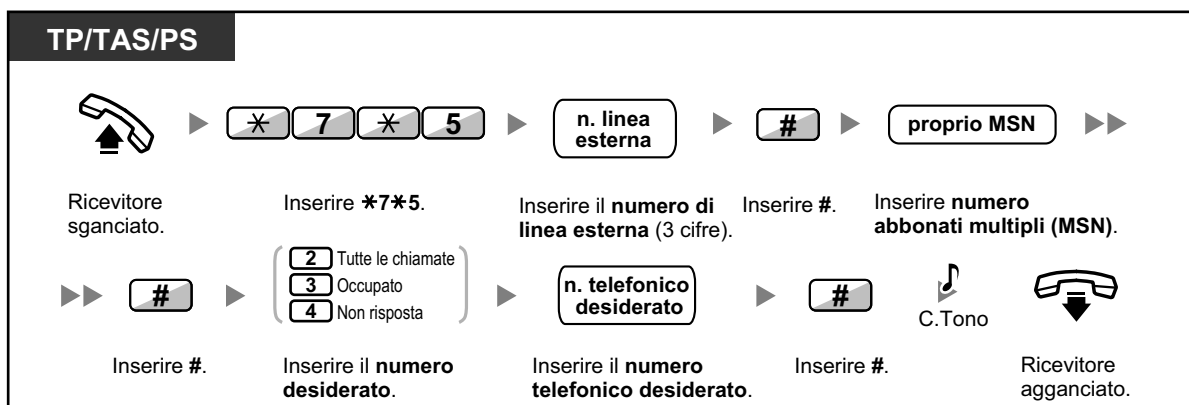 TP/TAS/PS
✳ 7 ✳ 5
n. linea
esterna
#
proprio MSN
Ricevitore
sganciato.
Inserire ✳7✳5.
Inserire il numero di
linea esterna (3 cifre).
Inserire #.
Inserire numero
abbonati multipli (MSN).
#
2 Tutte le chiamate
3 Occupato
4 Non risposta
n. telefonico
desiderato
#
C.Tono
Inserire #.
Inserire il numero
desiderato.
Inserire il numero
telefonico desiderato.
Inserire #.
Ricevitore
agganciato.